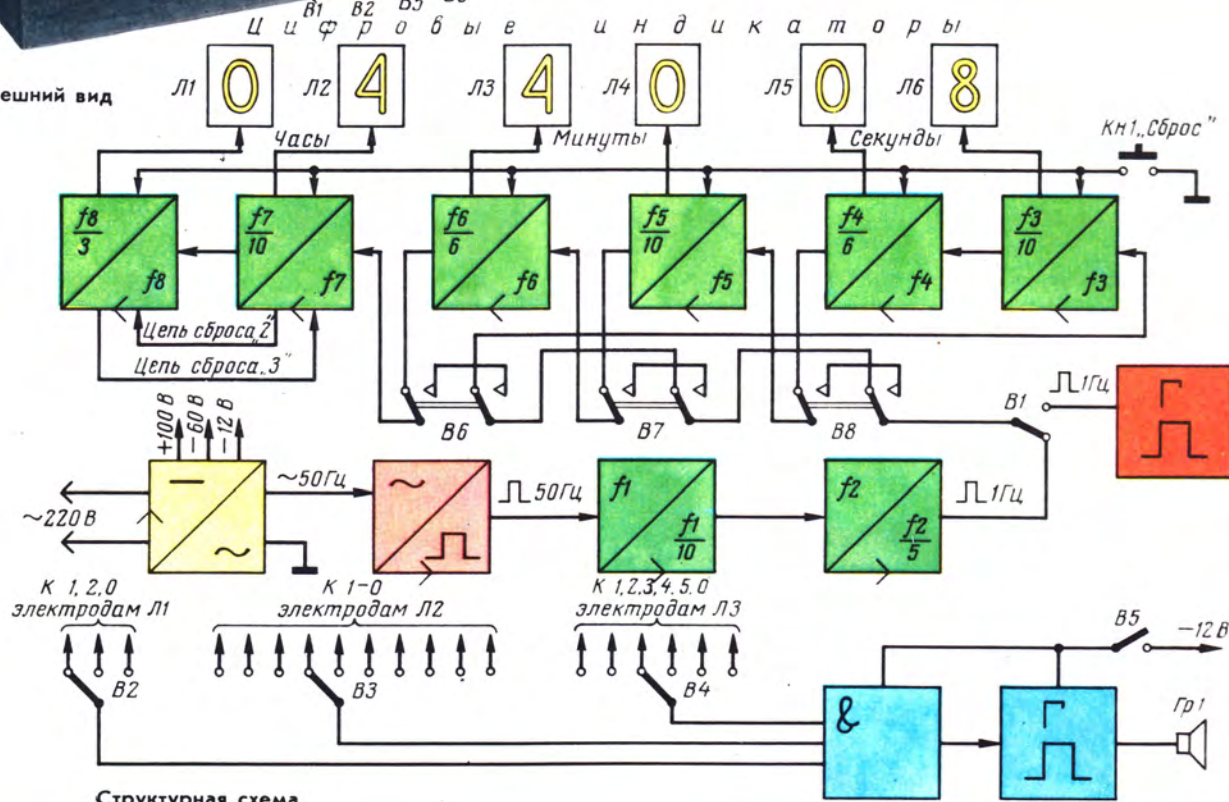 В1 В2 В5
Цифровые индикаторы
ешний вид
Л1 0 Л2 4 Л3 4 Л4 0 Л5 0 Л6 8
Часы Минуты Секунды Кн1 „Сброс"
f8/3 f8 f7/10 f7 f6/6 f6 f5/10 f5 f4/6 f4 f3/10 f3
Цепь сброса „2"
Цепь сброса „3"
В6 В7 В8 В1 1Гц
+100 В −60 В −12 В
~220 В ~50Гц 50Гц f1 f1/10 f2 f2/5 1Гц
К 1,2,0 электродам Л1
К 1-0 электродам Л2
К 1,2.3,4.5.0 электродам Л3
В2 В3 В4 В5 −12 В
& Гр1
Структурная схема